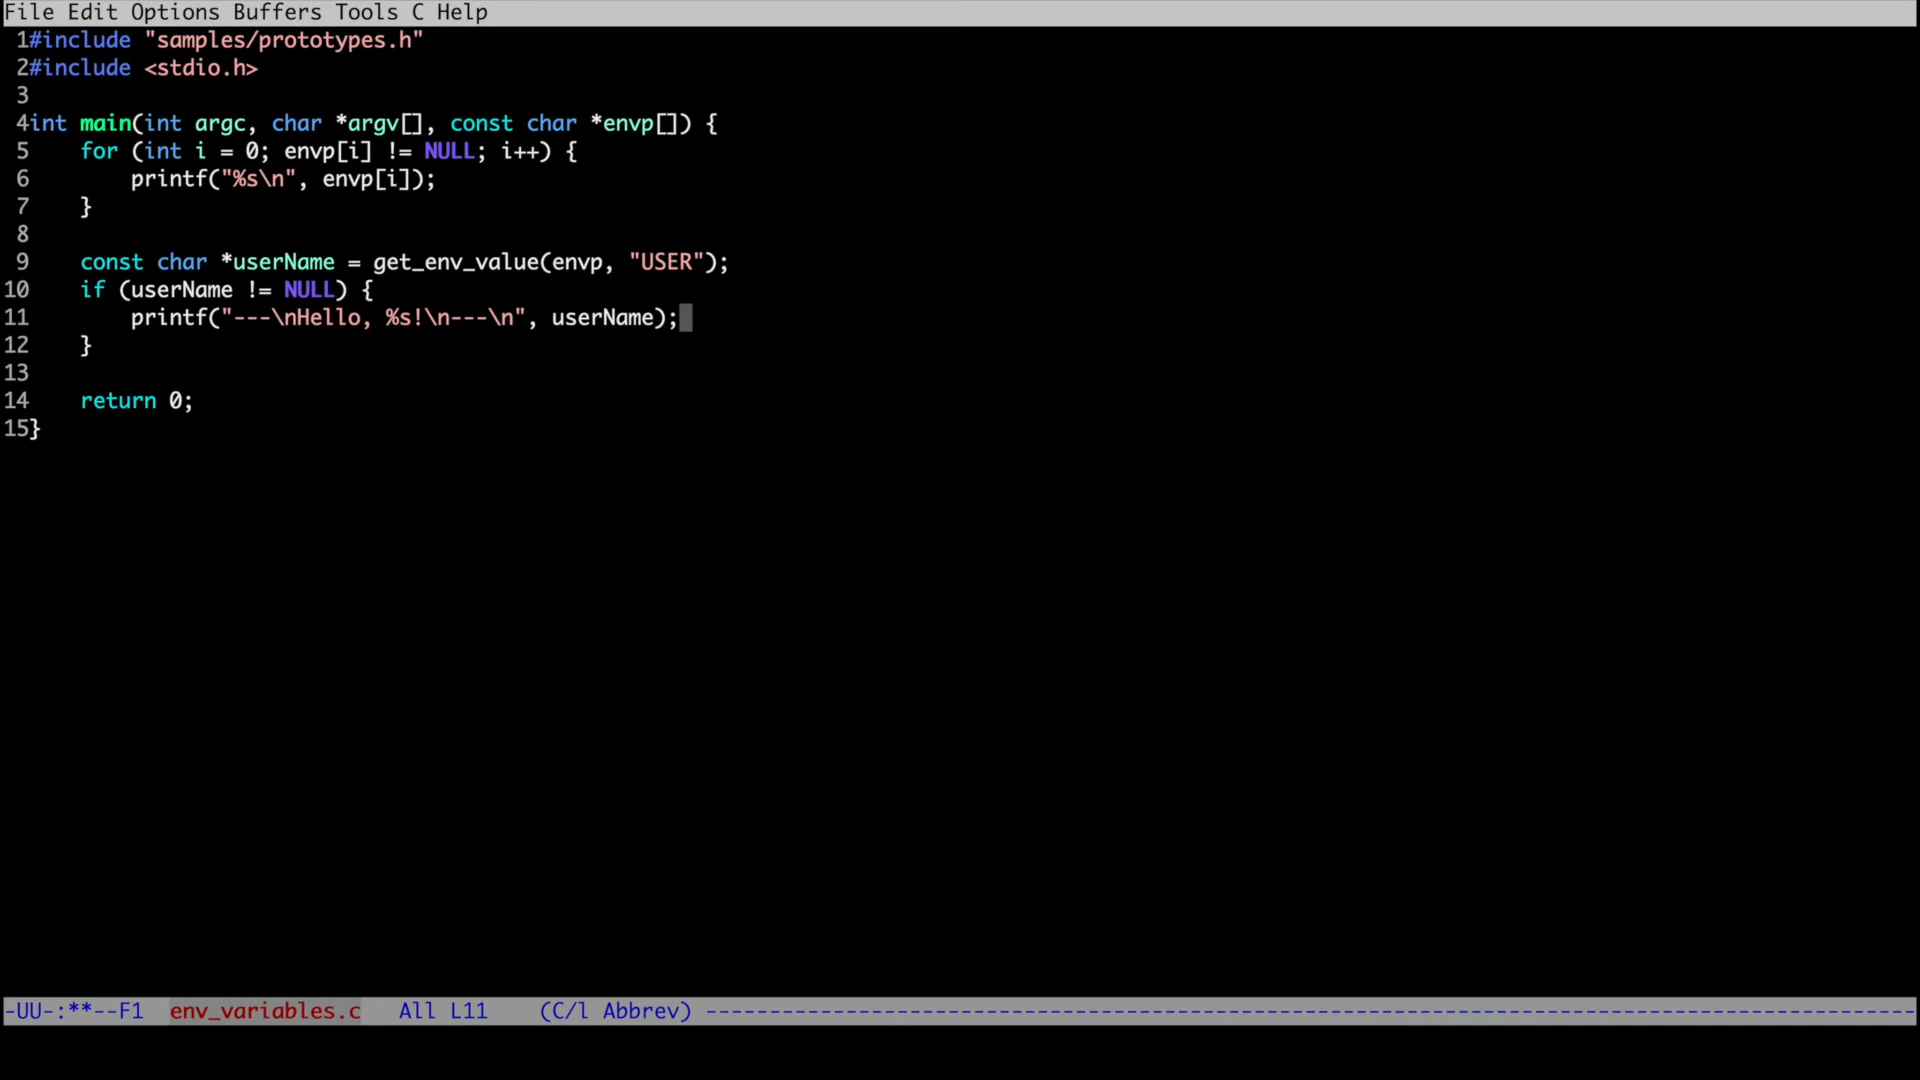 File Edit Options Buffers Tools C Help
1#include "samples/prototypes.h"
2#include <stdio.h>
3
4int main(int argc, char *argv[], const char *envp[]) {
5    for (int i = 0; envp[i] != NULL; i++) {
6        printf("%s\n", envp[i]);
7    }
8
9    const char *userName = get_env_value(envp, "USER");
10    if (userName != NULL) {
11        printf("---\nHello, %s!\n---\n", userName);
12    }
13
14    return 0;
15}
-UU-:**--F1  env_variables.c   All L11    (C/l Abbrev) -----------------------------------------------------------------------------------------------